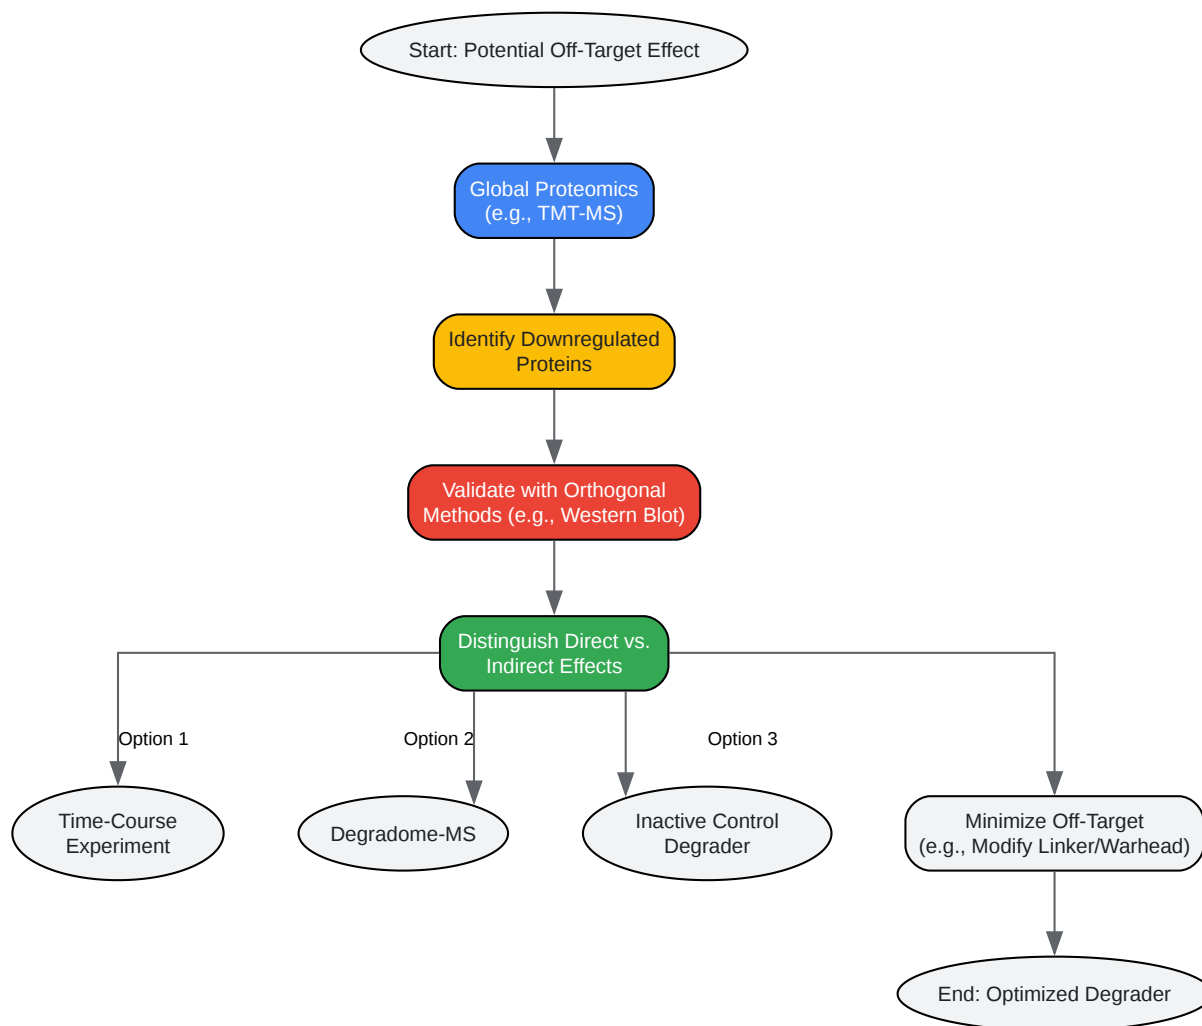 Start: Potential Off-Target Effect
Global Proteomics
(e.g., TMT-MS)
Identify Downregulated
Proteins
Validate with Orthogonal
Methods (e.g., Western Blot)
Distinguish Direct vs.
Indirect Effects
Option 1
Option 2
Option 3
Time-Course
Experiment
Degradome-MS
Inactive Control
Degrader
Minimize Off-Target
(e.g., Modify Linker/Warhead)
End: Optimized Degrader